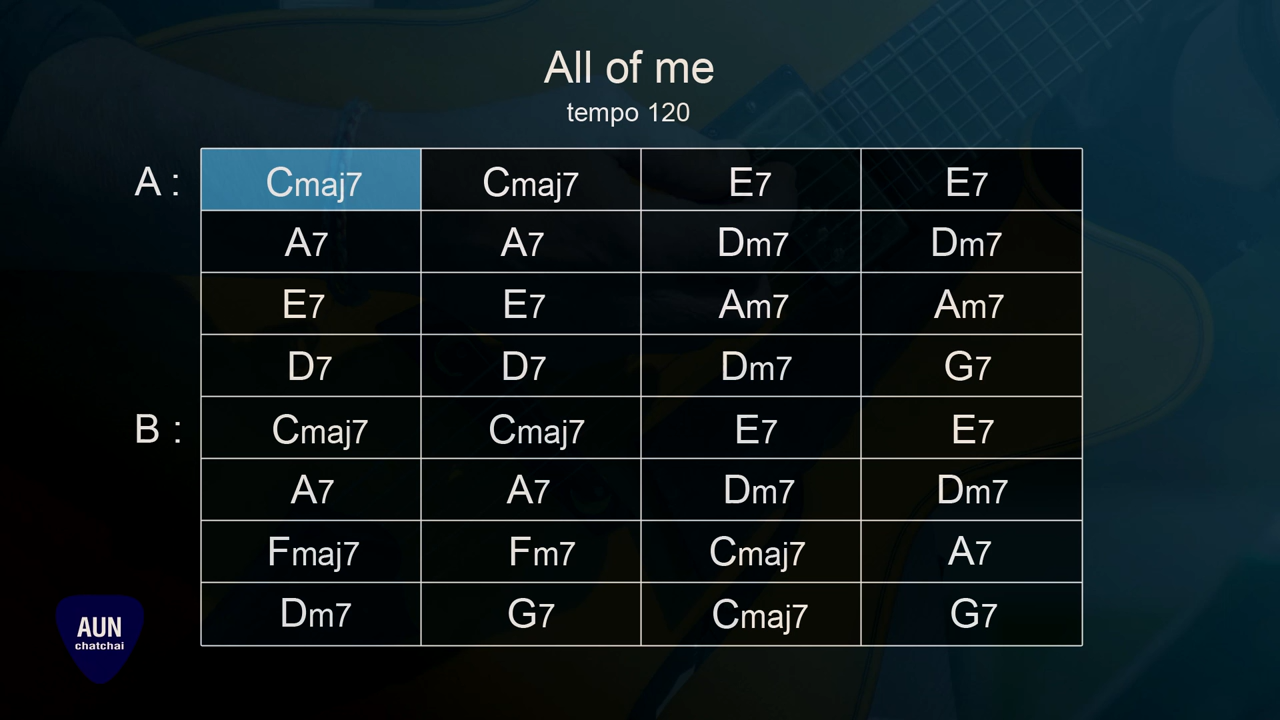 All of me
tempo 120
A : Cmaj7 Cmaj7 E7 E7
A7 A7 Dm7 Dm7
E7 E7 Am7 Am7
D7 D7 Dm7 G7
B : Cmaj7 Cmaj7 E7 E7
A7 A7 Dm7 Dm7
Fmaj7 Fm7 Cmaj7 A7
Dm7 G7 Cmaj7 G7
AUN
chatchai